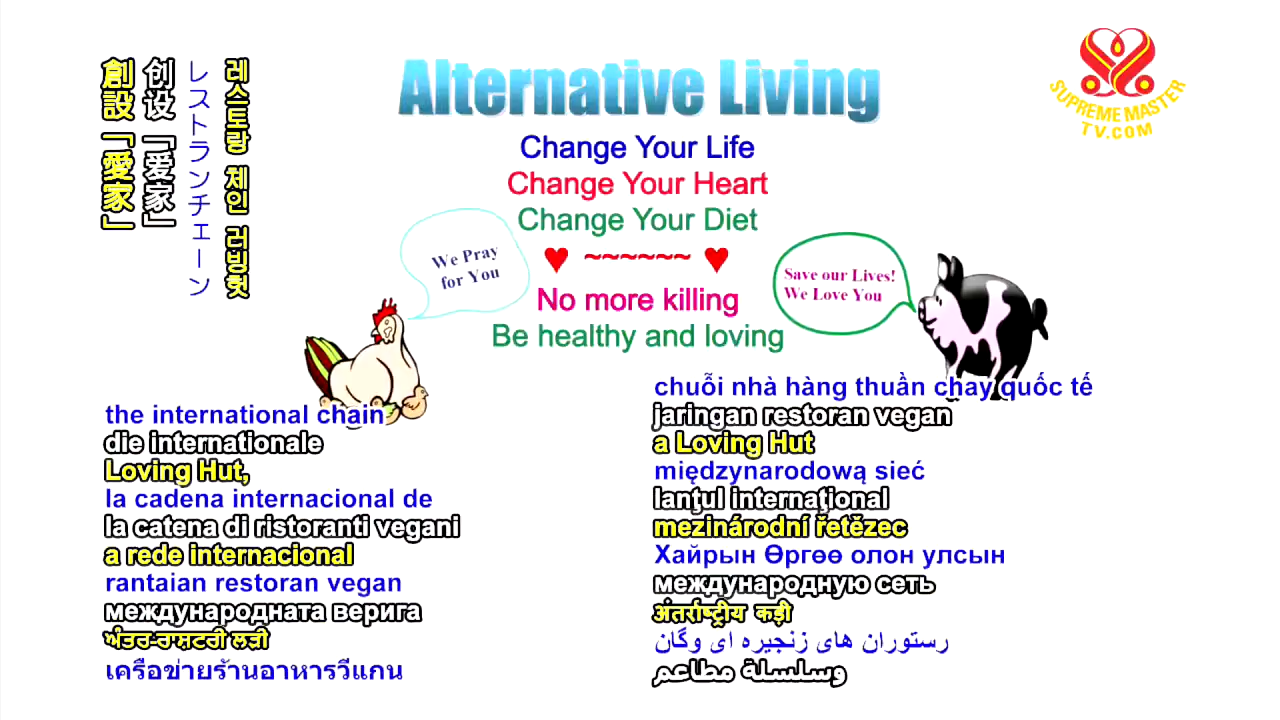 創設「愛家」
创设「爱家」
レストランチェーン
레스토랑 체인 러빙헛
Alternative Living
Change Your Life
Change Your Heart
Change Your Diet
♥ ~~~~~~ ♥
No more killing
Be healthy and loving
We Pray
for You
Save our Lives!
We Love You
SUPREME MASTER
TV.COM
the international chain
die internationale
Loving Hut,
la cadena internacional de
la catena di ristoranti vegani
a rede internacional
rantaian restoran vegan
международната верига
ਅੰਤਰ-ਰਾਸ਼ਟਰੀ ਲੜੀ
เครือข่ายร้านอาหารวีแกน
chuỗi nhà hàng thuần chay quốc tế
jaringan restoran vegan
a Loving Hut
międzynarodową sieć
lanţul internaţional
mezinárodní řetězec
Хайрын Өргөө олон улсын
международную сеть
अंतर्राष्ट्रीय कड़ी
رستوران های زنجیره ای وگان
وسلسلة مطاعم